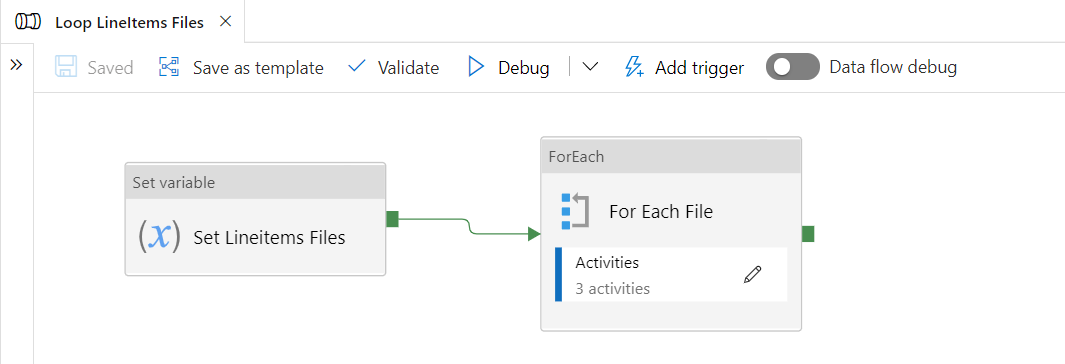 Loop LineItems Files
Saved
Save as template
Validate
Debug
Add trigger
Data flow debug
Set variable
(x) Set Lineitems Files
ForEach
For Each File
Activities
3 activities